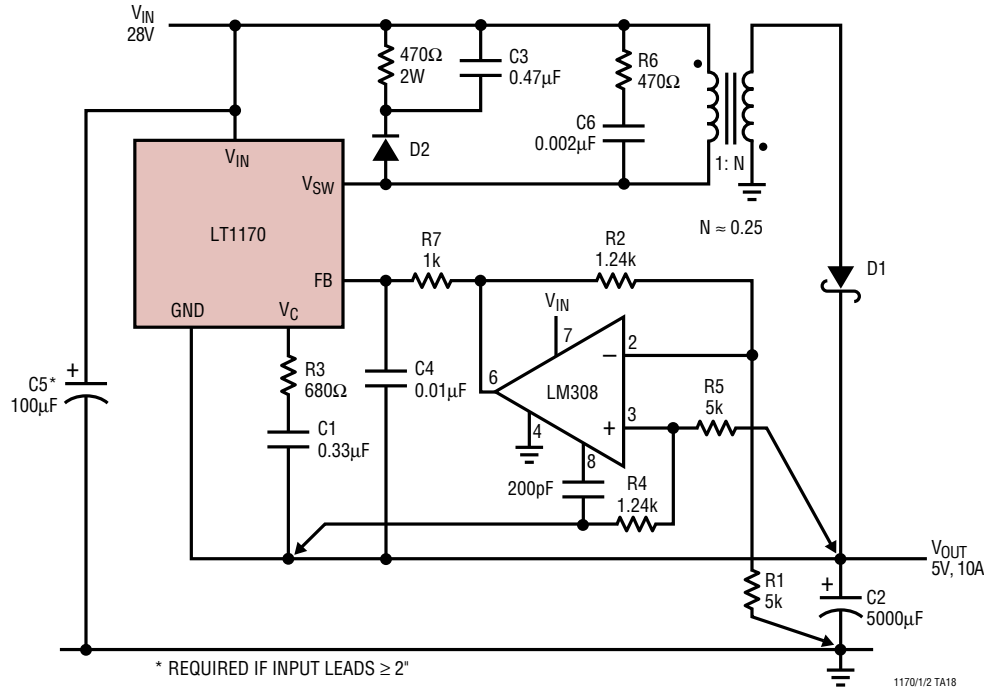 VIN
28V
470Ω
2W
C3
0.47µF
R6
470Ω
C6
0.002µF
D2
1: N
N ≈ 0.25
VIN
VSW
LT1170
FB
GND
VC
R7
1k
R2
1.24k
D1
VIN
7
2
–
6
LM308
3
+
4
8
R5
5k
R3
680Ω
C4
0.01µF
C5*
100µF
+
C1
0.33µF
200pF
R4
1.24k
VOUT
5V, 10A
R1
5k
+
C2
5000µF
* REQUIRED IF INPUT LEADS ≥ 2"
1170/1/2 TA18